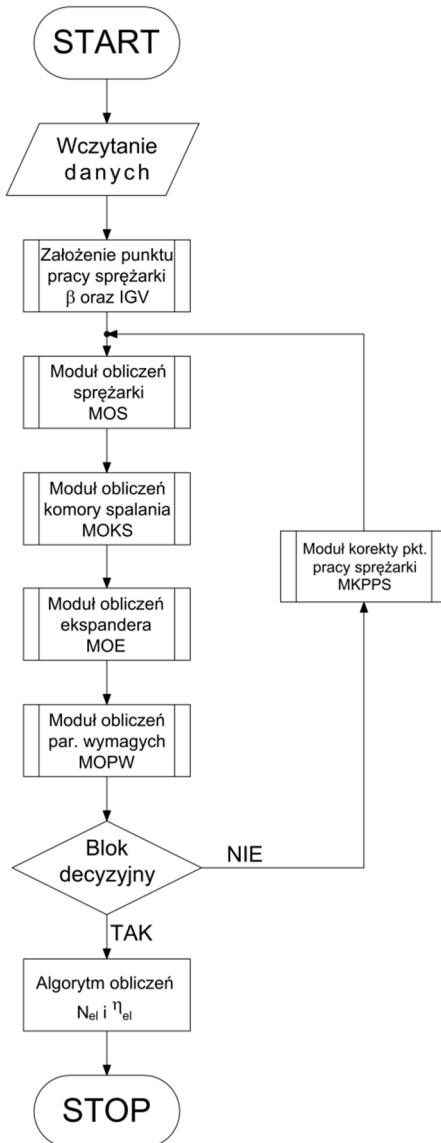 START
Wczytanie
danych
Założenie punktu
pracy sprężarki
β oraz IGV
Moduł obliczeń
sprężarki
MOS
Moduł obliczeń
komory spalania
MOKS
Moduł korekty pkt.
pracy sprężarki
MKPPS
Moduł obliczeń
ekspandera
MOE
Moduł obliczeń
par. wymagych
MOPW
Blok
decyzyjny
NIE
TAK
Algorytm obliczeń
Nel i ηel
STOP